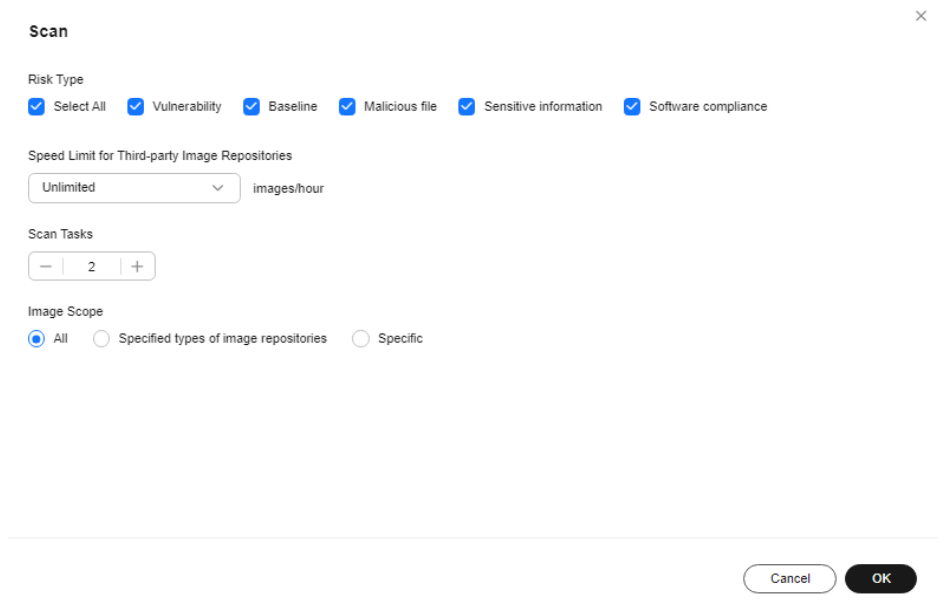 Scan
Risk Type
Select All Vulnerability Baseline Malicious file Sensitive information Software compliance
Speed Limit for Third-party Image Repositories
Unlimited images/hour
Scan Tasks
2
Image Scope
All Specified types of image repositories Specific
Cancel OK